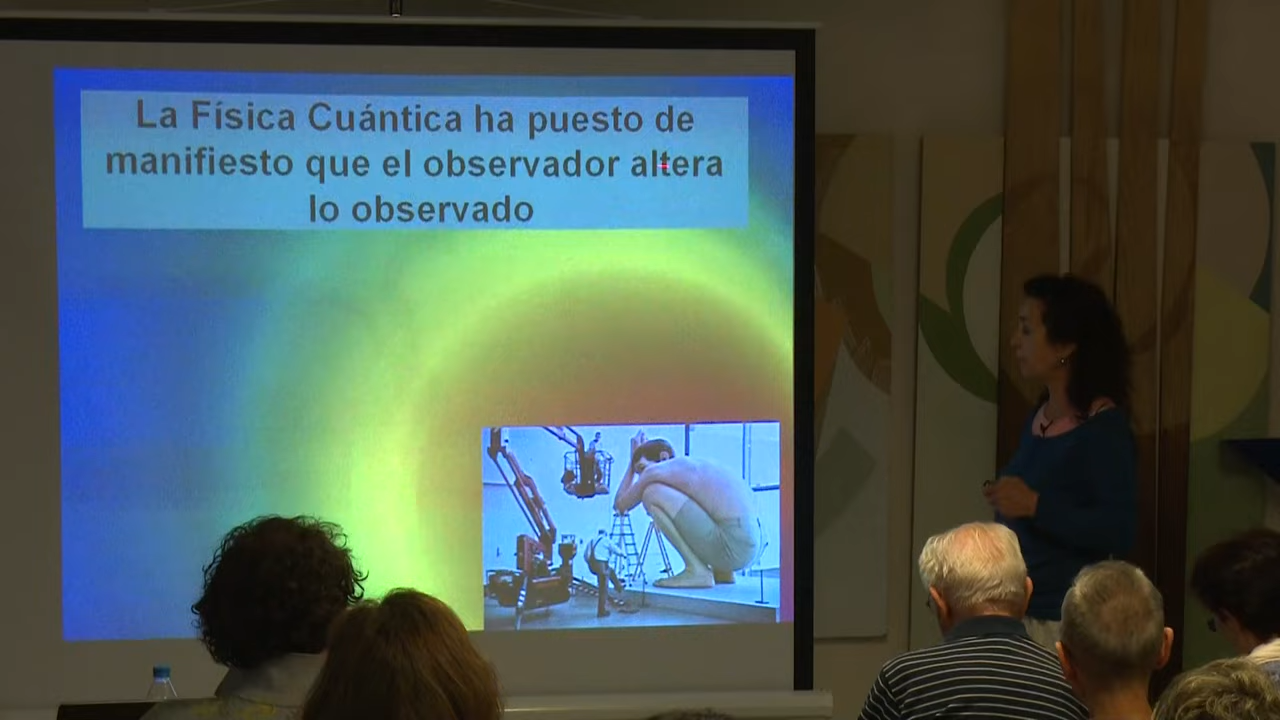 La Física Cuántica ha puesto de
manifiesto que el observador altera
lo observado